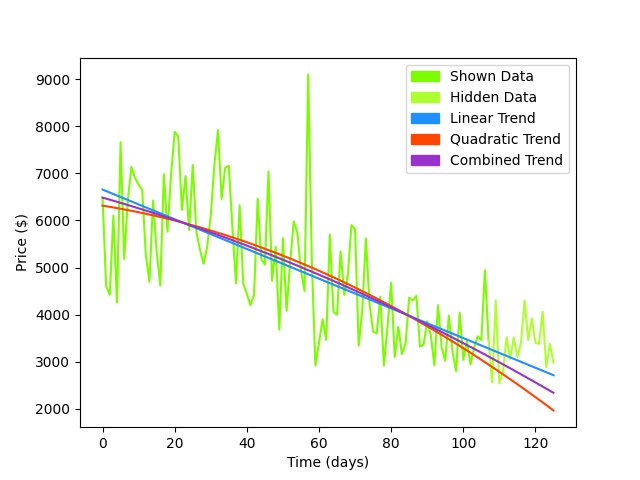 9000
8000
7000
6000
5000
4000
3000
2000
Price ($)
0
20
40
60
80
100
120
Time (days)
Shown Data
Hidden Data
Linear Trend
Quadratic Trend
Combined Trend